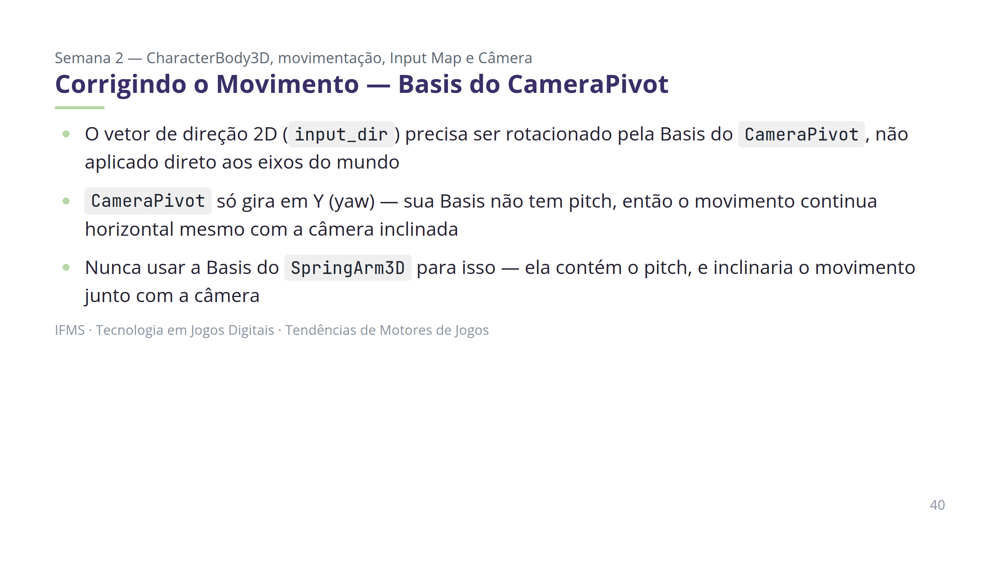 Semana 2 — CharacterBody3D, movimentação, Input Map e Câmera
Corrigindo o Movimento — Basis do CameraPivot
O vetor de direção 2D (input_dir) precisa ser rotacionado pela Basis do CameraPivot, não
aplicado direto aos eixos do mundo
CameraPivot só gira em Y (yaw) — sua Basis não tem pitch, então o movimento continua
horizontal mesmo com a câmera inclinada
Nunca usar a Basis do SpringArm3D para isso — ela contém o pitch, e inclinaria o movimento
junto com a câmera
IFMS · Tecnologia em Jogos Digitais · Tendências de Motores de Jogos
40